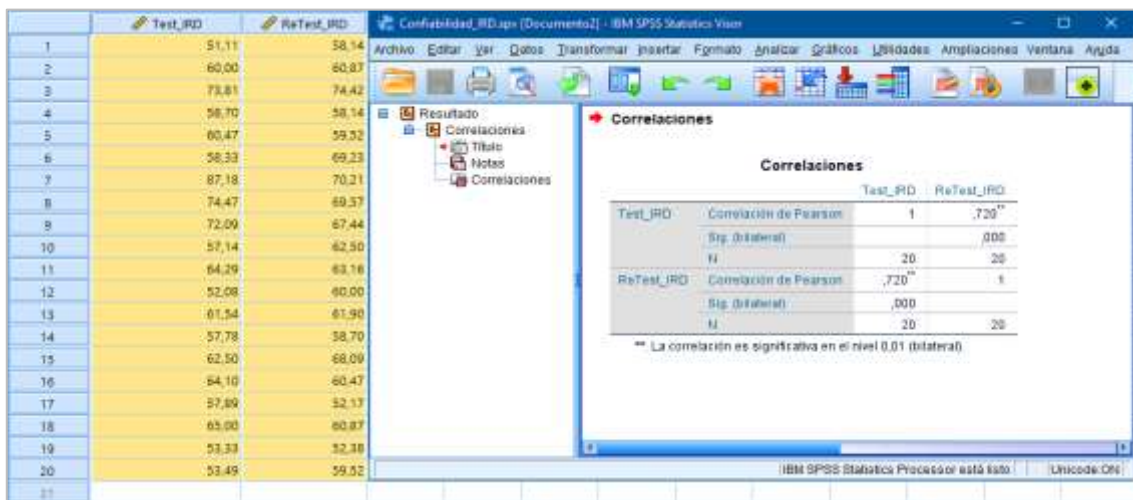 Test_IRD ReTest_IRD
1 51,11 58,14
2 60,00 60,87
3 73,81 74,42
4 58,70 58,14
5 60,47 59,52
6 58,33 69,23
7 87,18 70,21
8 74,47 69,57
9 72,09 67,44
10 57,14 62,50
11 64,29 63,16
12 52,08 60,00
13 61,54 61,90
14 57,78 58,70
15 62,50 68,09
16 64,10 60,47
17 57,89 52,17
18 65,00 60,87
19 53,33 52,38
20 53,49 59,52
21
Confiabilidad_IRD.spv [Documento2] - IBM SPSS Statistics Visor
Archivo Editar Ver Datos Transformar Insertar Formato Analizar Gráficos Utilidades Ampliaciones Ventana Ayuda
Resultado
Correlaciones
Título
Notas
Correlaciones
Correlaciones
Correlaciones
Test_IRD ReTest_IRD
Test_IRD Correlación de Pearson 1 ,720**
Sig. (bilateral) ,000
N 20 20
ReTest_IRD Correlación de Pearson ,720** 1
Sig. (bilateral) ,000
N 20 20
** La correlación es significativa en el nivel 0,01 (bilateral).
IBM SPSS Statistics Processor está listo Unicode:ON